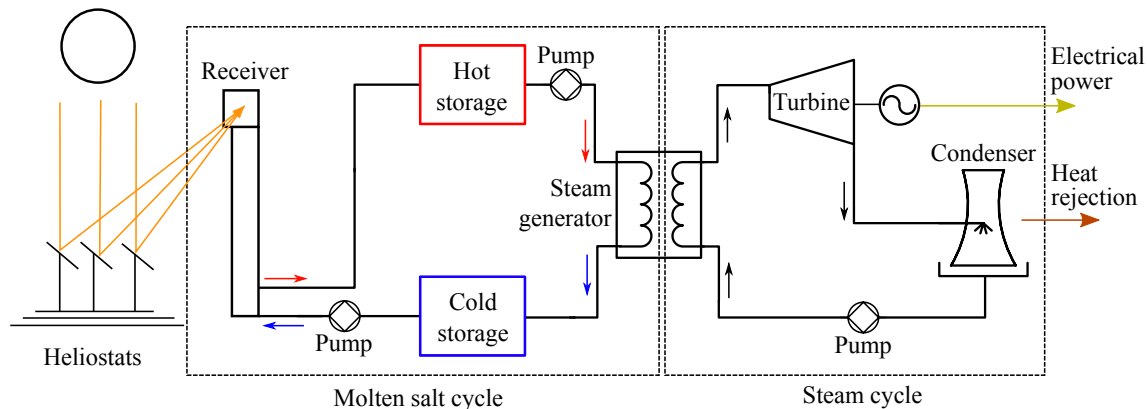 Receiver
Hot
storage
Pump
Steam
generator
Cold
storage
Pump
Heliostats
Molten salt cycle
Turbine
Electrical
power
Condenser
Heat
rejection
Pump
Steam cycle